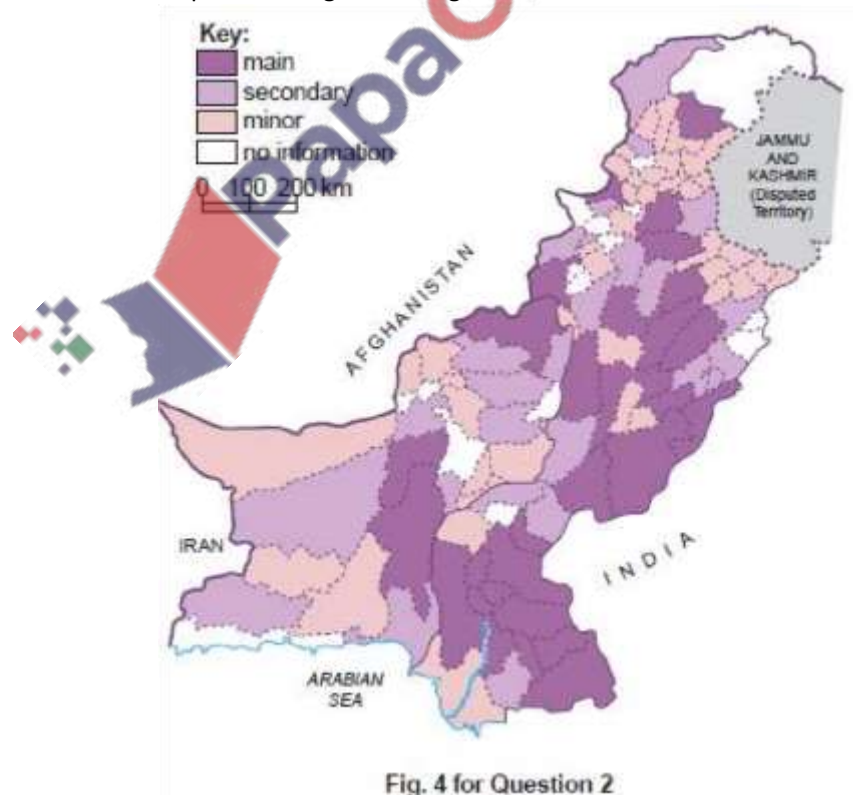 Key:
main
secondary
minor
no information
0 100 200 km
papa
JAMMU
AND
KASHMIR
(Disputed
Territory)
AFGHANISTAN
IRAN
INDIA
ARABIAN
SEA
Fig. 4 for Question 2